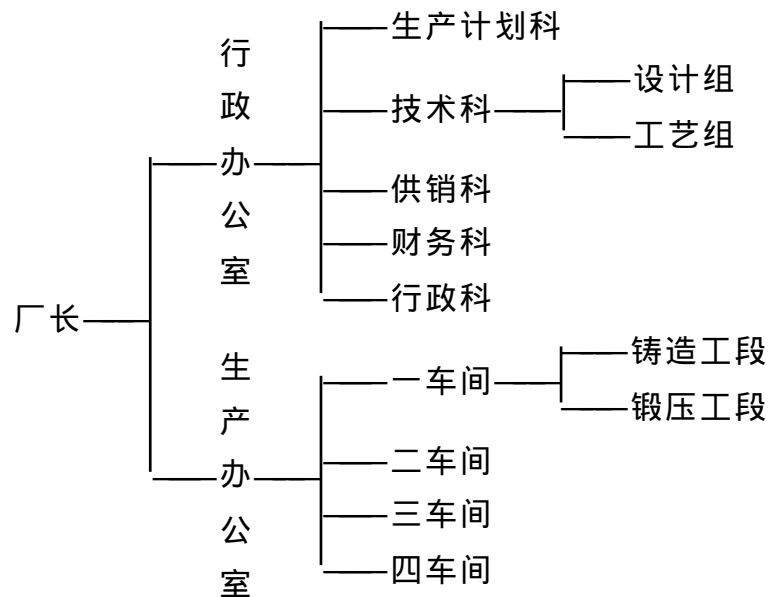 厂长
行政办公室
生产计划科
技术科
设计组
工艺组
供销科
财务科
行政科
生产办公室
一车间
铸造工段
锻压工段
二车间
三车间
四车间